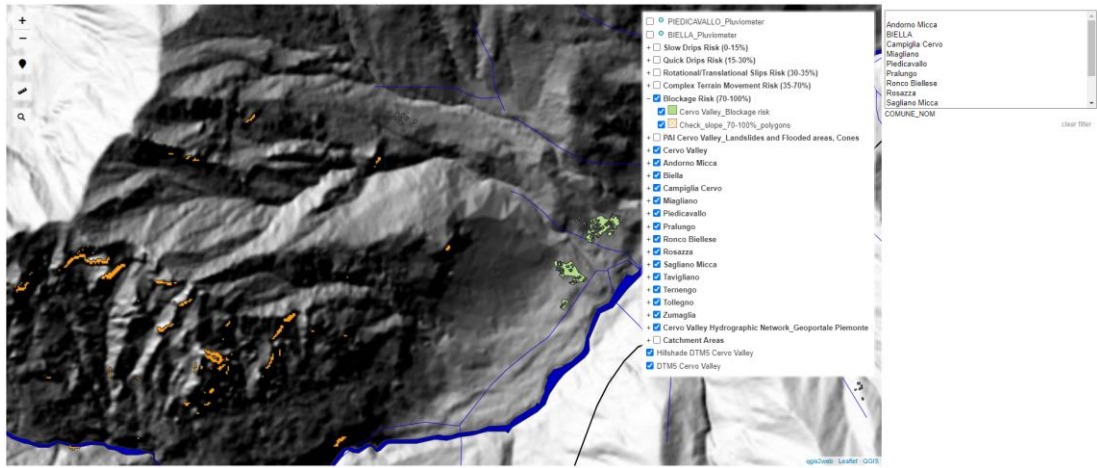 +
−
PIEDICAVALLO_Pluviometer
BIELLA_Pluviometer
+ Slow Drips Risk (0-15%)
+ Quick Drips Risk (15-30%)
+ Rotational/Translational Slips Risk (30-35%)
+ Complex Terrain Movement Risk (35-70%)
− Blockage Risk (70-100%)
Cervo Valley_Blockage risk
Check_slope_70-100%_polygons
+ PAI Cervo Valley_Landslides and Flooded areas, Cones
+ Cervo Valley
+ Andorno Micca
+ Biella
+ Campiglia Cervo
+ Miagliano
+ Piedicavallo
+ Pralungo
+ Ronco Biellese
+ Rosazza
+ Sagliano Micca
+ Tavigliano
+ Ternengo
+ Tollegno
+ Zumaglia
+ Cervo Valley Hydrographic Network_Geoportale Piemonte
+ Catchment Areas
Hillshade DTM5 Cervo Valley
DTM5 Cervo Valley
Andorno Micca
BIELLA
Campiglia Cervo
Miagliano
Piedicavallo
Pralungo
Ronco Biellese
Rosazza
Sagliano Micca
COMUNE_NOM
clear filter
qgis2web · Leaflet · QGIS